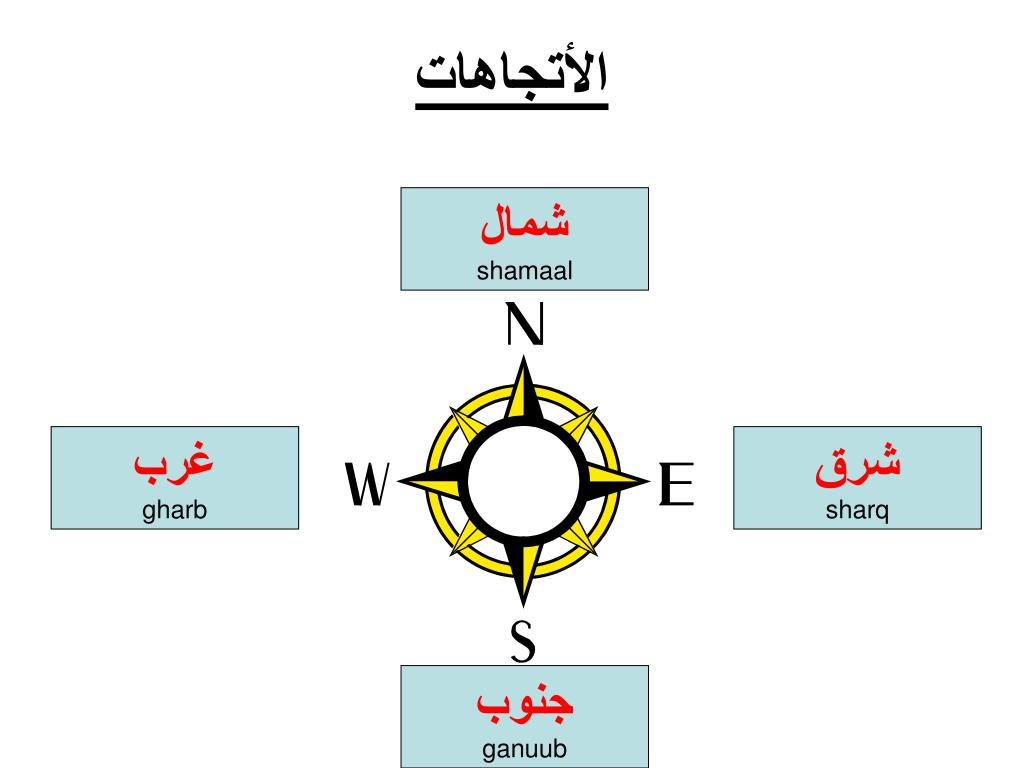 الأتجاهات
شمال
shamaal
N
غرب
gharb
W
E
شرق
sharq
S
جنوب
ganuub